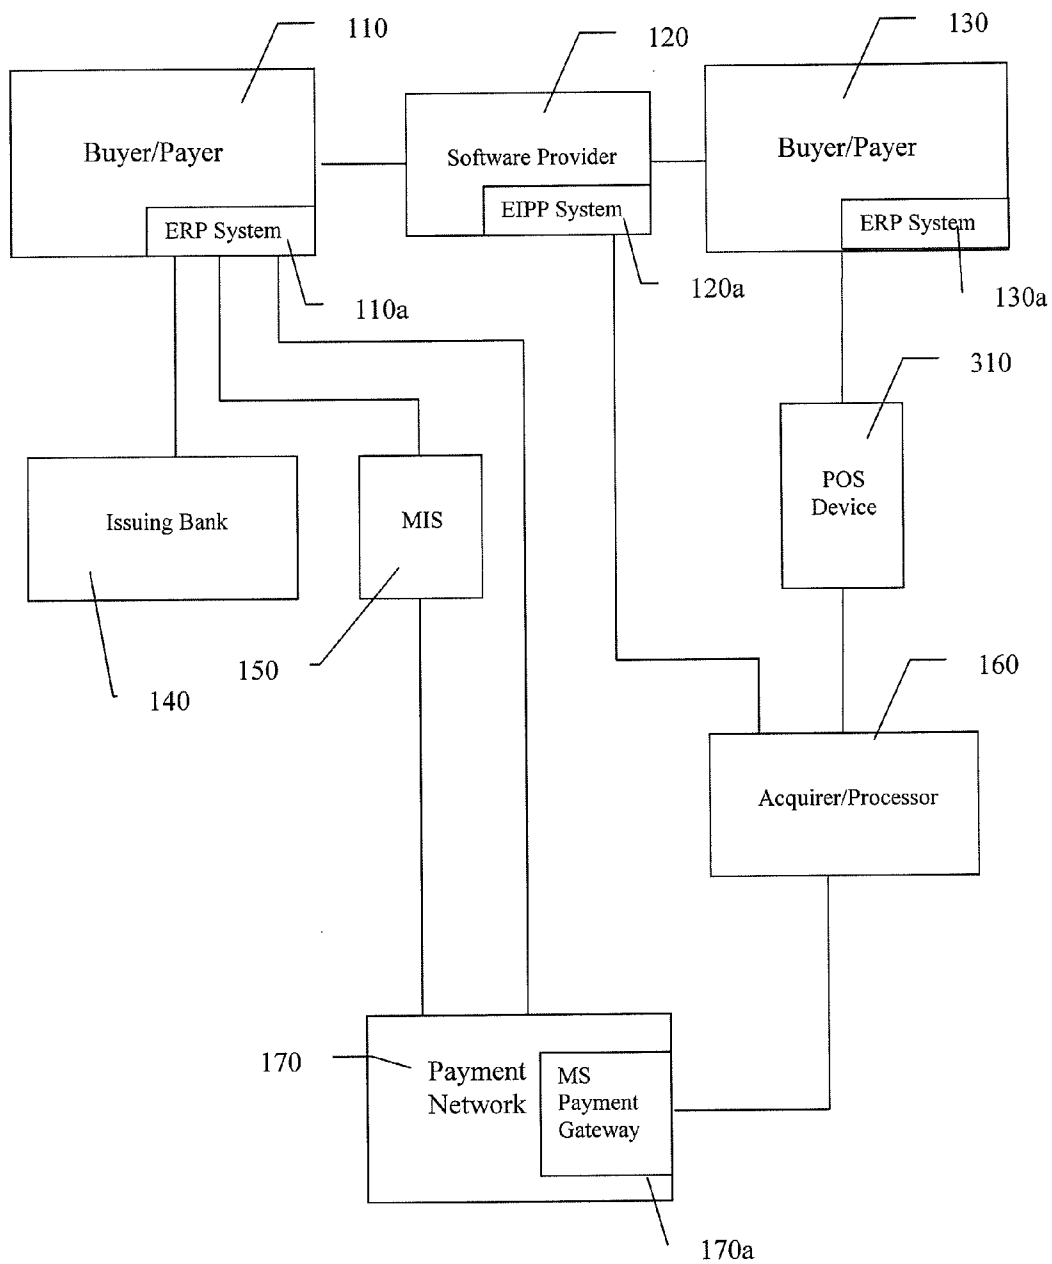 110
120
130
Buyer/Payer
Software Provider
Buyer/Payer
ERP System
EIPP System
ERP System
110a
120a
130a
310
POS
Device
Issuing Bank
MIS
140
150
160
Acquirer/Processor
170
Payment
Network
MS
Payment
Gateway
170a